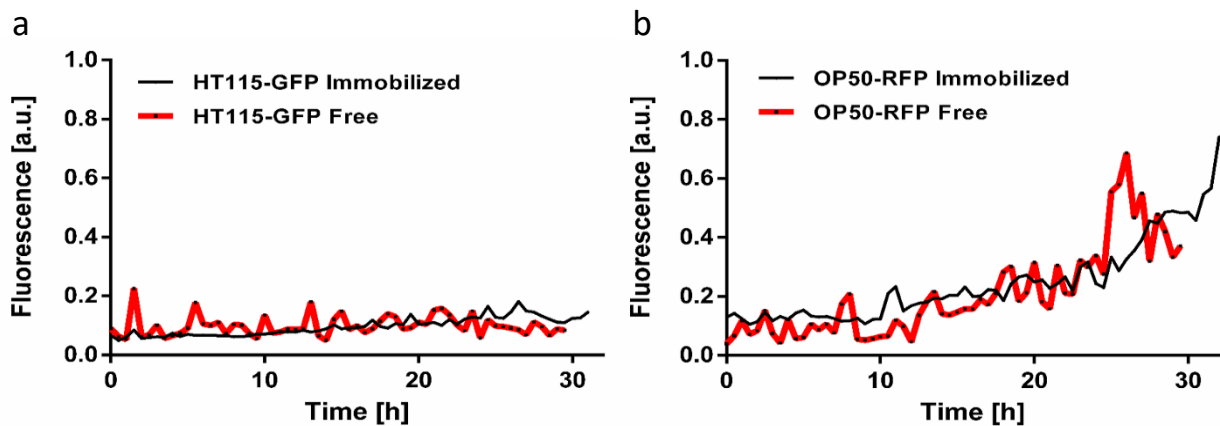 a
1.0
0.8
0.6
0.4
0.2
0.0
Fluorescence [a.u.]
HT115-GFP Immobilized
HT115-GFP Free
0
10
20
30
Time [h]
b
1.0
0.8
0.6
0.4
0.2
0.0
Fluorescence [a.u.]
OP50-RFP Immobilized
OP50-RFP Free
0
10
20
30
Time [h]